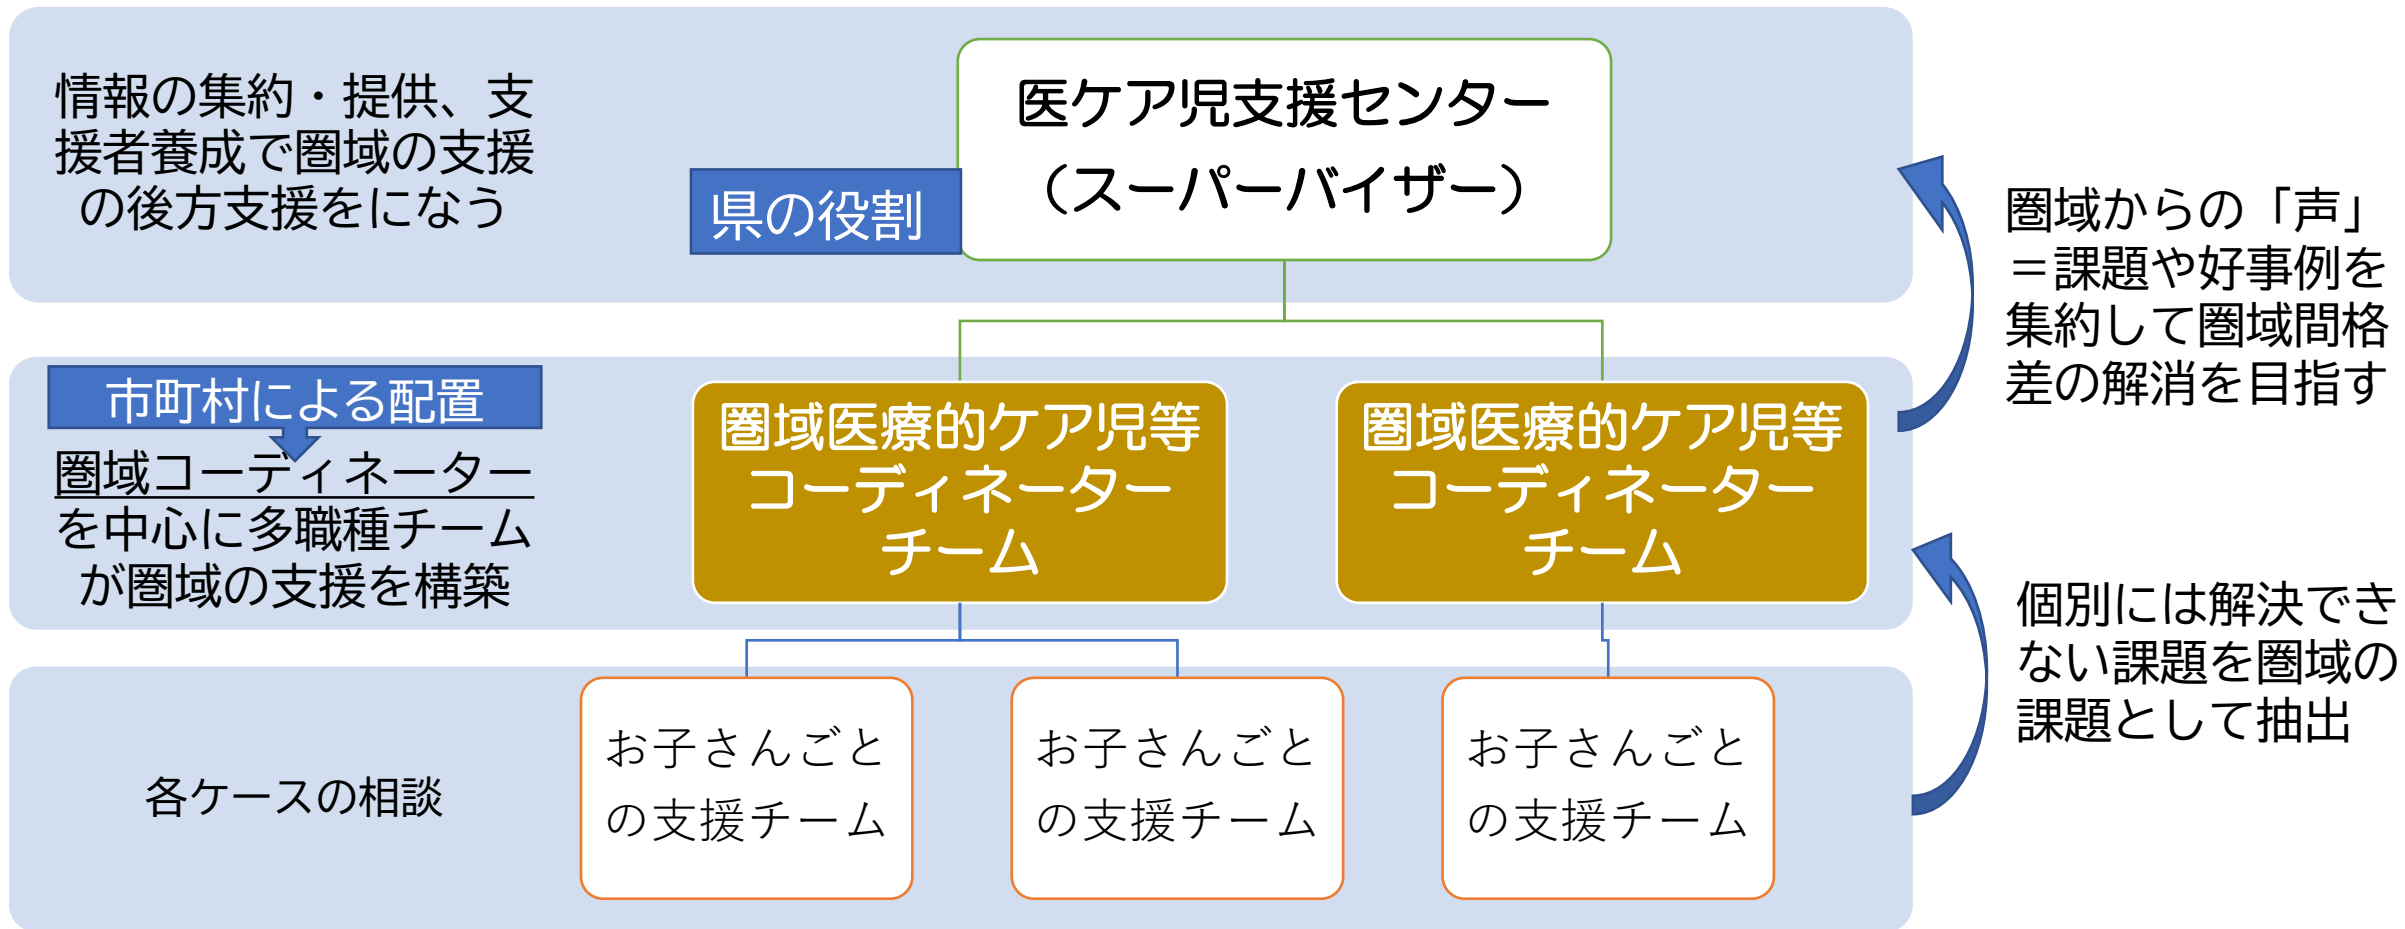 情報の集約・提供、支
援者養成で圏域の支援
の後方支援をになう
医ケア児支援センター
（スーパーバイザー）
県の役割
圏域からの「声」
＝課題や好事例を
集約して圏域間格
差の解消を目指す
市町村による配置
圏域コーディネーター
を中心に多職種チーム
が圏域の支援を構築
圏域医療的ケア児等
コーディネーター
チーム
圏域医療的ケア児等
コーディネーター
チーム
個別には解決でき
ない課題を圏域の
課題として抽出
各ケースの相談
お子さんごと
の支援チーム
お子さんごと
の支援チーム
お子さんごと
の支援チーム